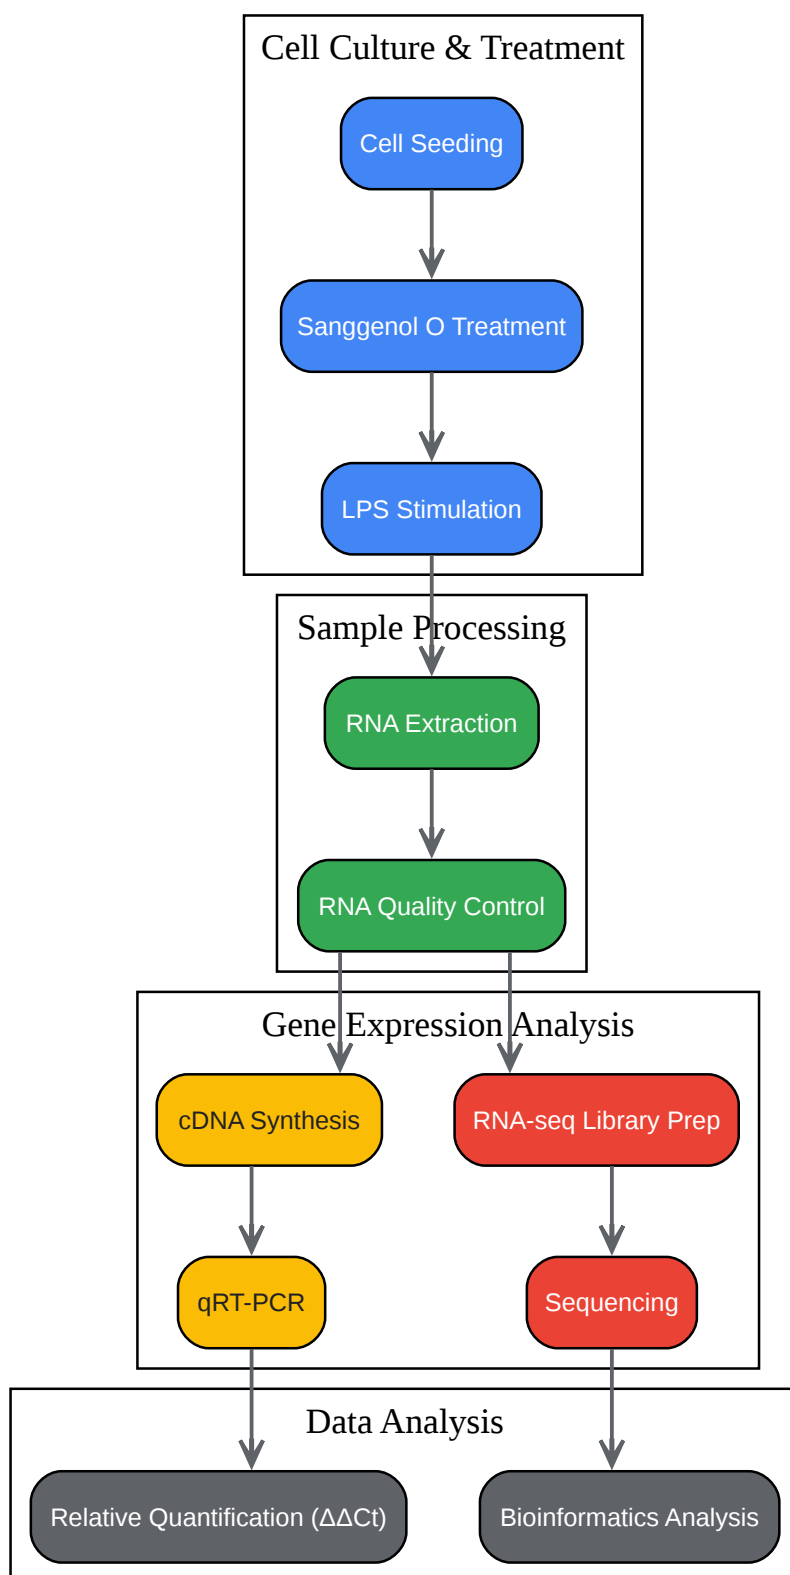 Cell Culture & Treatment
Cell Seeding
Sanggenol O Treatment
LPS Stimulation
Sample Processing
RNA Extraction
RNA Quality Control
Gene Expression Analysis
cDNA Synthesis
RNA-seq Library Prep
qRT-PCR
Sequencing
Data Analysis
Relative Quantification (ΔΔCt)
Bioinformatics Analysis